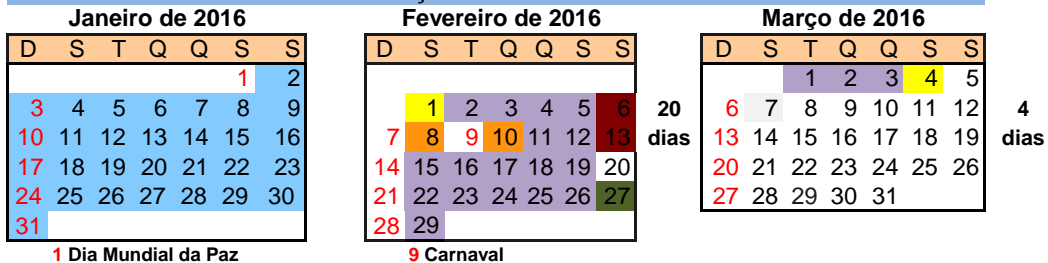 Janeiro de 2016 Fevereiro de 2016 Março de 2016
D S T Q Q S S D S T Q Q S S D S T Q Q S S
1 2 1 2 3 4 5
3 4 5 6 7 8 9 1 2 3 4 5 6 20 6 7 8 9 10 11 12 4
10 11 12 13 14 15 16 7 8 9 10 11 12 13 dias 13 14 15 16 17 18 19 dias
17 18 19 20 21 22 23 14 15 16 17 18 19 20 20 21 22 23 24 25 26
24 25 26 27 28 29 30 21 22 23 24 25 26 27 27 28 29 30 31
31 28 29
1 Dia Mundial da Paz 9 Carnaval